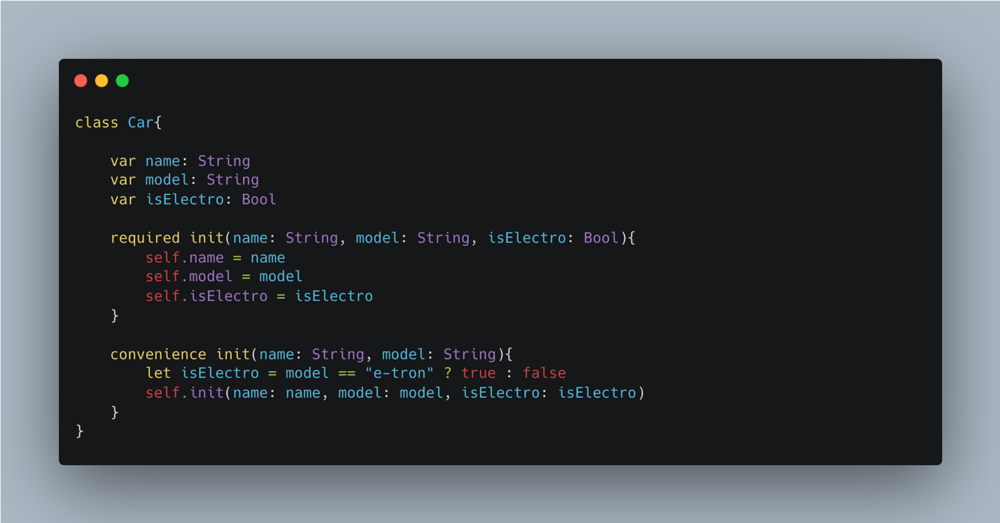 class Car{
var name: String
var model: String
var isElectro: Bool
required init(name: String, model: String, isElectro: Bool){
self.name = name
self.model = model
self.isElectro = isElectro
}
convenience init(name: String, model: String){
let isElectro = model == "e-tron" ? true : false
self.init(name: name, model: model, isElectro: isElectro)
}
}